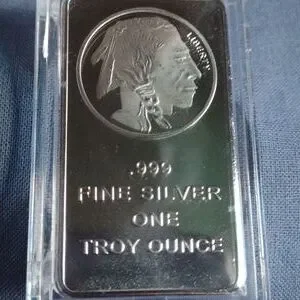 LIBERTY
.999
FINE SILVER
ONE
TROY OUNCE